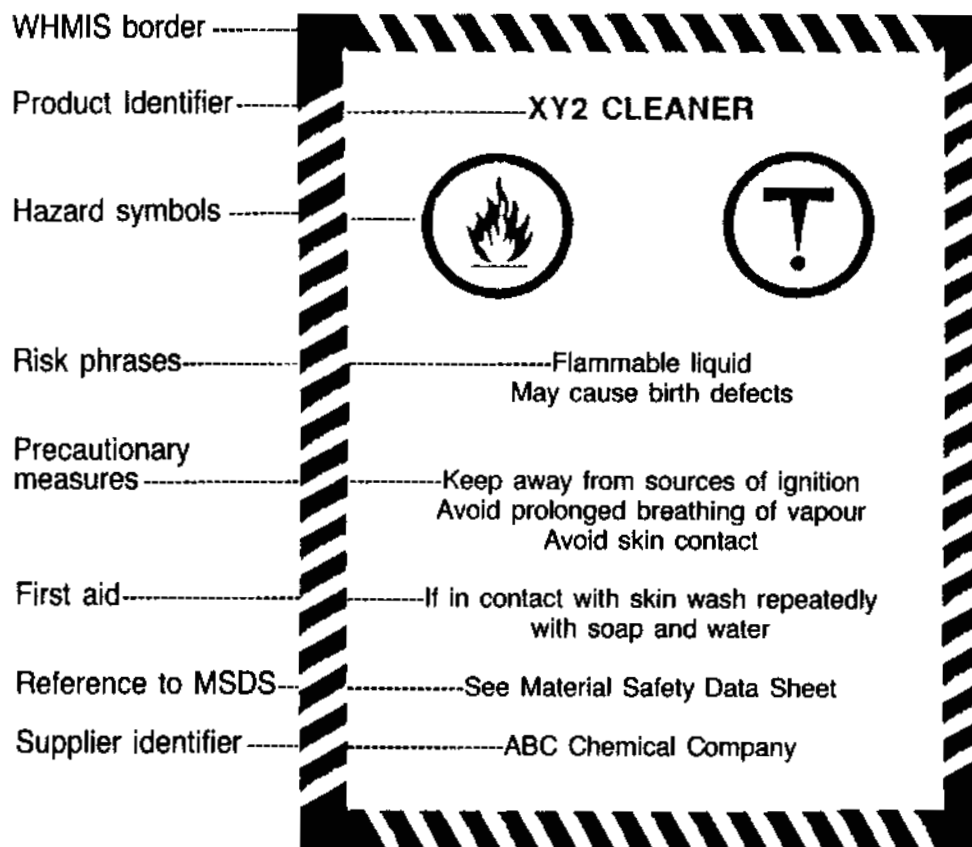 WHMIS border
Product Identifier
XY2 CLEANER
Hazard symbols
Risk phrases
Flammable liquid
May cause birth defects
Precautionary
measures
Keep away from sources of ignition
Avoid prolonged breathing of vapour
Avoid skin contact
First aid
If in contact with skin wash repeatedly
with soap and water
Reference to MSDS
See Material Safety Data Sheet
Supplier identifier
ABC Chemical Company